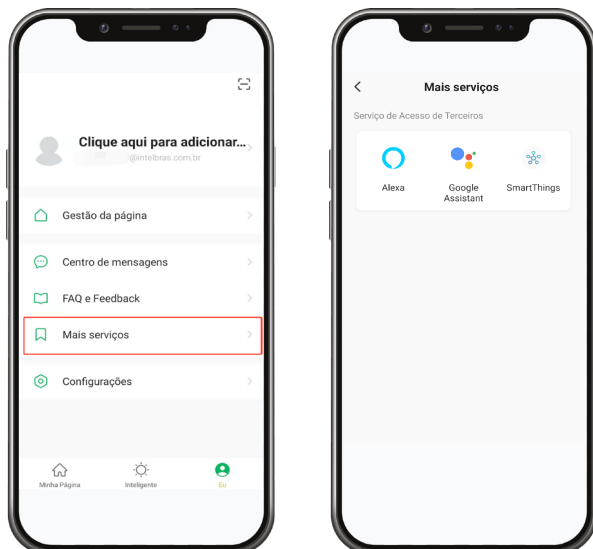 Clique aqui para adicionar...
@intelbras.com.br
Gestão da página
Centro de mensagens
FAQ e Feedback
Mais serviços
Configurações
Minha Página
Inteligente
Eu
Mais serviços
Serviço de Acesso de Terceiros
Alexa
Google
Assistant
SmartThings